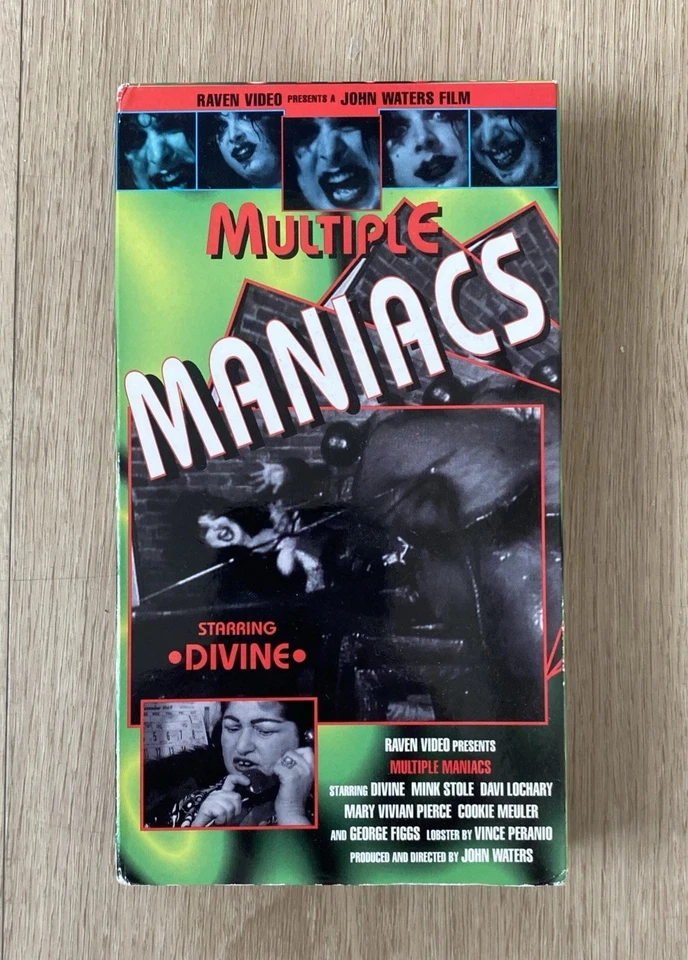 RAVEN VIDEO PRESENTS A JOHN WATERS FILM
MULTIPLE
MANIACS
STARRING
•DIVINE•
RAVEN VIDEO PRESENTS
MULTIPLE MANIACS
STARRING DIVINE MINK STOLE DAVI LOCHARY
MARY VIVIAN PIERCE COOKIE MEULER
AND GEORGE FIGGS LOBSTER BY VINCE PERANIO
PRODUCED AND DIRECTED BY JOHN WATERS